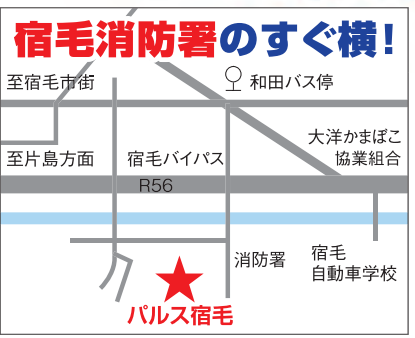 宿毛消防署のすぐ横!
至宿毛市街
和田バス停
大洋かまぼこ
協業組合
至片島方面
宿毛バイパス
R56
消防署
宿毛
自動車学校
パルス宿毛